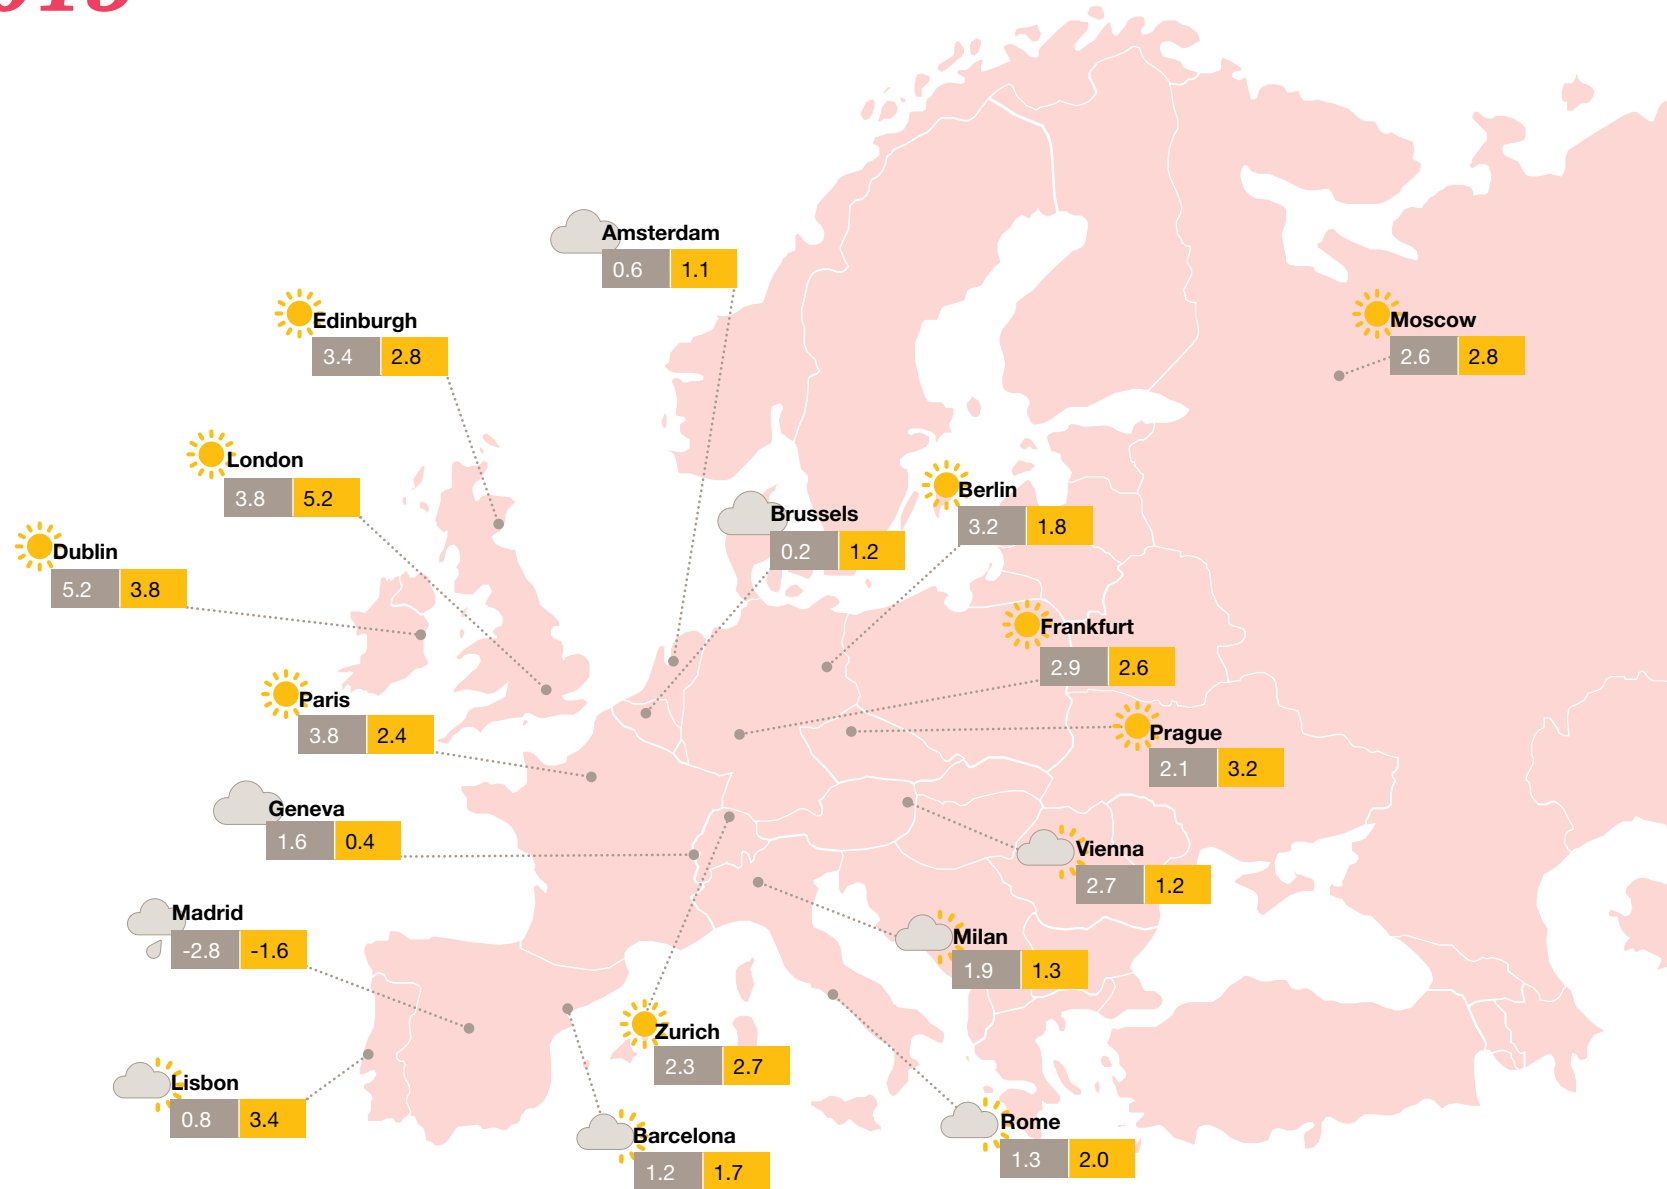 Amsterdam
0.6 1.1
Edinburgh
3.4 2.8
Moscow
2.6 2.8
London
3.8 5.2
Berlin
3.2 1.8
Brussels
0.2 1.2
Dublin
5.2 3.8
Frankfurt
2.9 2.6
Paris
3.8 2.4
Prague
2.1 3.2
Geneva
1.6 0.4
Vienna
2.7 1.2
Madrid
-2.8 -1.6
Milan
1.9 1.3
Zurich
2.3 2.7
Lisbon
0.8 3.4
Rome
1.3 2.0
Barcelona
1.2 1.7